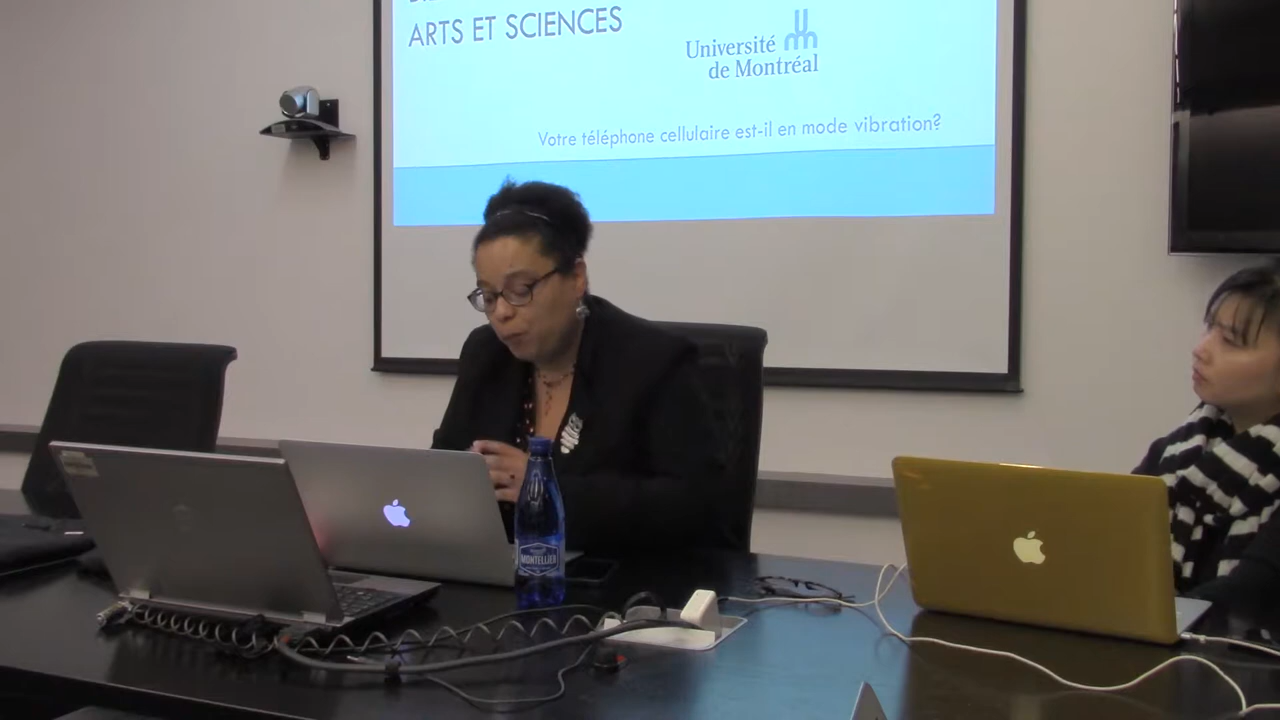 ARTS ET SCIENCES
Université
de Montréal
Votre téléphone cellulaire est-il en mode vibration?
MONTELLIER